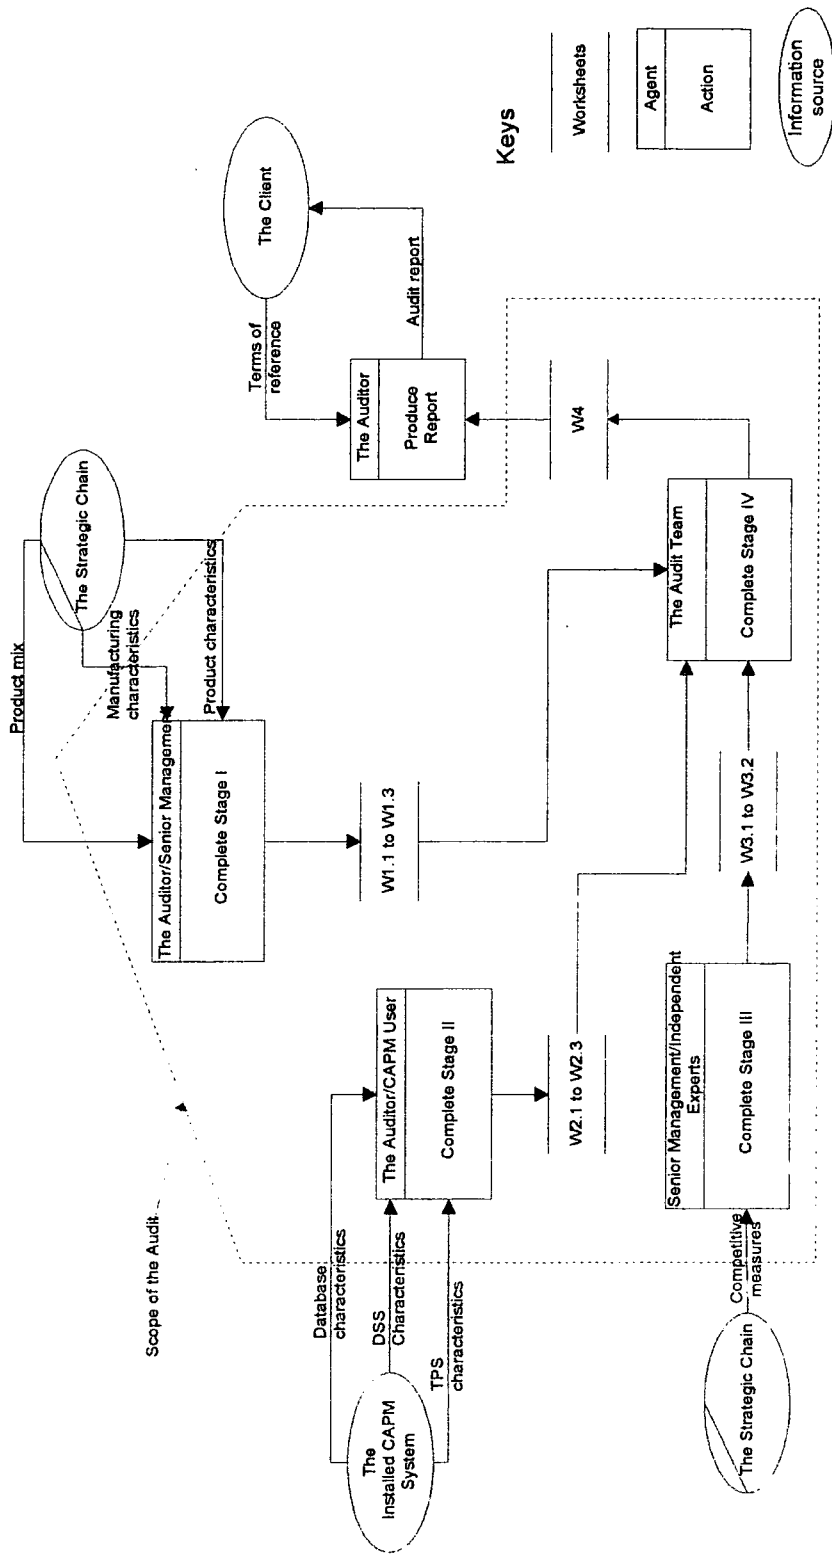 Product mix
The Strategic Chain
Manufacturing
characteristics
Product characteristics
The Auditor/Senior Management
Complete Stage I
W1.1 to W1.3
Scope of the Audit
The
Installed CAPM
System
Database
characteristics
DSS
Characteristics
TPS
characteristics
The Auditor/CAPM User
Complete Stage II
W2.1 to W2.3
The Strategic Chain
Competitive
measures
Senior Management/Independent
Experts
Complete Stage III
W3.1 to W3.2
The Audit Team
Complete Stage IV
W4
The Auditor
Produce
Report
Terms of
reference
Audit report
The Client
Keys
Worksheets
Agent
Action
Information
source